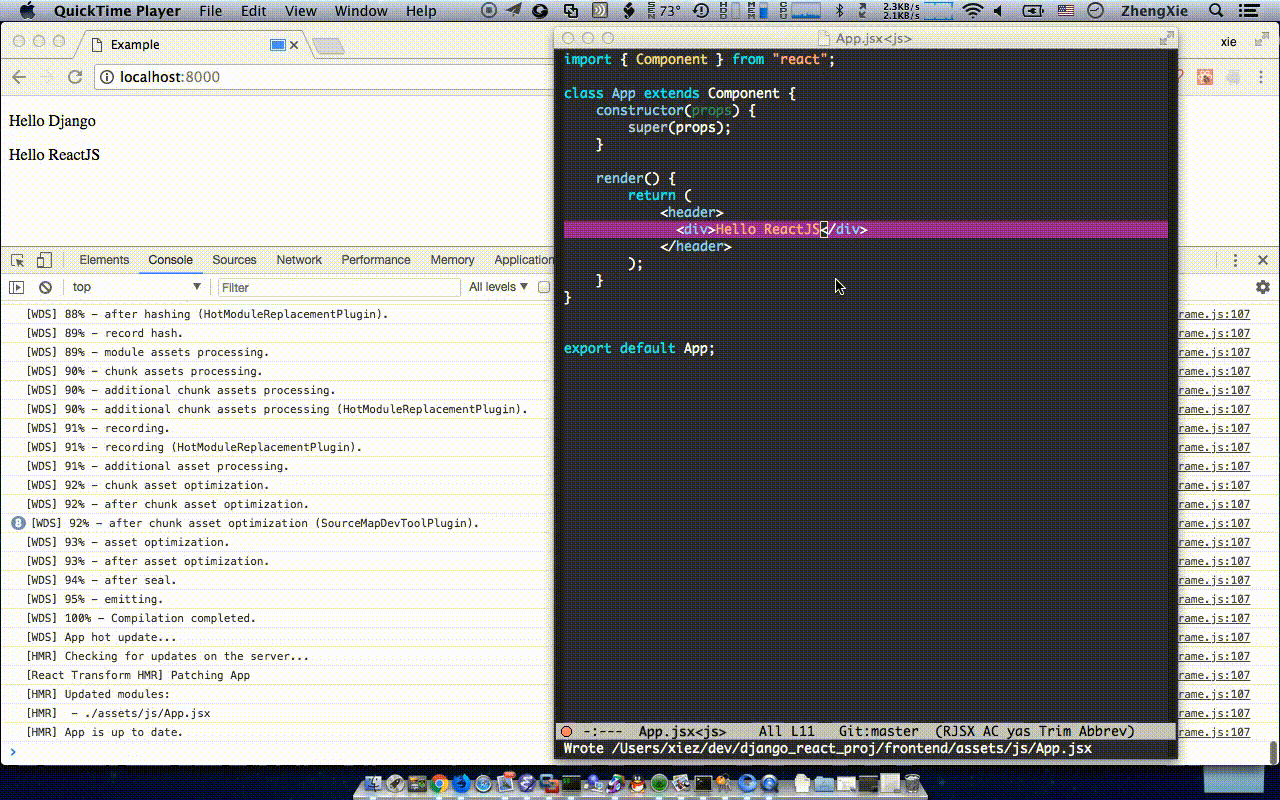 QuickTime Player File Edit View Window Help 73° 2.3KB/s 2.1KB/s ZhengXie
Example
xie
localhost:8000
Hello Django
Hello ReactJS
Elements Console Sources Network Performance Memory Application
top Filter All levels
[WDS] 88% – after hashing (HotModuleReplacementPlugin). rame.js:107
[WDS] 89% – record hash. rame.js:107
[WDS] 89% – module assets processing. rame.js:107
[WDS] 90% – chunk assets processing. rame.js:107
[WDS] 90% – additional chunk assets processing. rame.js:107
[WDS] 90% – additional chunk assets processing (HotModuleReplacementPlugin). rame.js:107
[WDS] 91% – recording. rame.js:107
[WDS] 91% – recording (HotModuleReplacementPlugin). rame.js:107
[WDS] 91% – additional asset processing. rame.js:107
[WDS] 92% – chunk asset optimization. rame.js:107
[WDS] 92% – after chunk asset optimization. rame.js:107
8 [WDS] 92% – after chunk asset optimization (SourceMapDevToolPlugin). rame.js:107
[WDS] 93% – asset optimization. rame.js:107
[WDS] 93% – after asset optimization. rame.js:107
[WDS] 94% – after seal. rame.js:107
[WDS] 95% – emitting. rame.js:107
[WDS] 100% – Compilation completed. rame.js:107
[WDS] App hot update... rame.js:107
[HMR] Checking for updates on the server... rame.js:107
[React Transform HMR] Patching App rame.js:107
[HMR] Updated modules: rame.js:107
[HMR]  – ./assets/js/App.jsx rame.js:107
[HMR] App is up to date. rame.js:107
App.jsx<js>
import { Component } from "react";
class App extends Component {
constructor(props) {
super(props);
}
render() {
return (
<header>
<div>Hello ReactJS</div>
</header>
);
}
}
export default App;
-:--- App.jsx<js> All L11 Git:master (RJSX AC yas Trim Abbrev)
Wrote /Users/xiez/dev/django_react_proj/frontend/assets/js/App.jsx